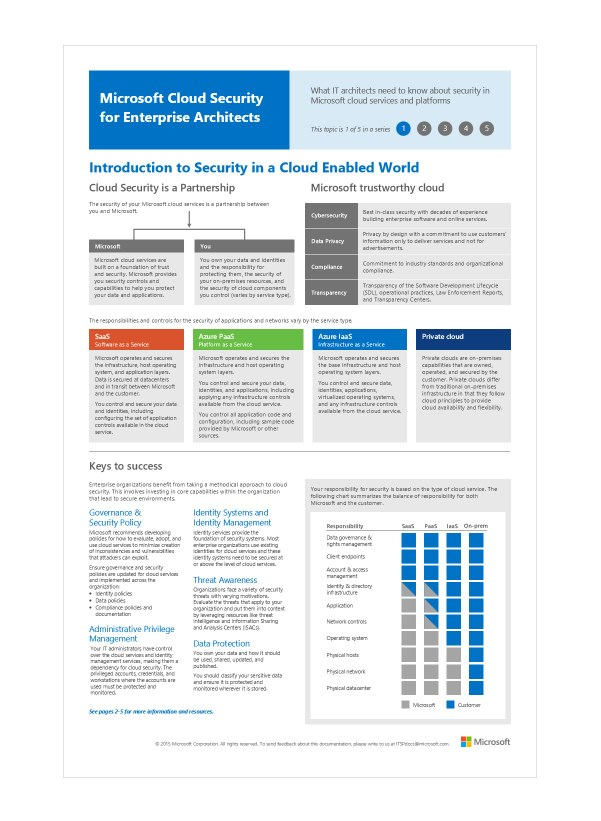 Microsoft Cloud Security
for Enterprise Architects
What IT architects need to know about security in
Microsoft cloud services and platforms
This topic is 1 of 5 in a series
1 2 3 4 5
Introduction to Security in a Cloud Enabled World
Cloud Security is a Partnership
The security of your Microsoft cloud services is a partnership between
you and Microsoft.
Microsoft
Microsoft cloud services are
built on a foundation of trust
and security. Microsoft provides
you security controls and
capabilities to help you protect
your data and applications.
You
You own your data and identities
and the responsibility for
protecting them, the security of
your on-premises resources, and
the security of cloud components
you control (varies by service type).
Microsoft trustworthy cloud
Cybersecurity
Best in-class security with decades of experience
building enterprise software and online services.
Data Privacy
Privacy by design with a commitment to use customers'
information only to deliver services and not for
advertisements.
Compliance
Commitment to industry standards and organizational
compliance.
Transparency
Transparency of the Software Development Lifecycle
(SDL), operational practices, Law Enforcement Reports,
and Transparency Centers.
The responsibilities and controls for the security of applications and networks vary by the service type.
SaaS
Software as a Service
Microsoft operates and secures
the infrastructure, host operating
system, and application layers.
Data is secured at datacenters
and in transit between Microsoft
and the customer.
You control and secure your data
and identities, including
configuring the set of application
controls available in the cloud
service.
Azure PaaS
Platform as a Service
Microsoft operates and secures the
infrastructure and host operating
system layers.
You control and secure your data,
identities, and applications, including
applying any infrastructure controls
available from the cloud service.
You control all application code and
configuration, including sample code
provided by Microsoft or other
sources.
Azure IaaS
Infrastructure as a Service
Microsoft operates and secures
the base infrastructure and host
operating system layers.
You control and secure data,
identities, applications,
virtualized operating systems,
and any infrastructure controls
available from the cloud service.
Private cloud
Private clouds are on-premises
capabilities that are owned,
operated, and secured by the
customer. Private clouds differ
from traditional on-premises
infrastructure in that they follow
cloud principles to provide
cloud availability and flexibility.
Keys to success
Enterprise organizations benefit from taking a methodical approach to cloud
security. This involves investing in core capabilities within the organization
that lead to secure environments.
Governance &
Security Policy
Microsoft recommends developing
policies for how to evaluate, adopt, and
use cloud services to minimize creation
of inconsistencies and vulnerabilities
that attackers can exploit.
Ensure governance and security
policies are updated for cloud services
and implemented across the
organization:
• Identity policies
• Data policies
• Compliance policies and
documentation
Administrative Privilege
Management
Your IT administrators have control
over the cloud services and identity
management services, making them a
dependency for cloud security. The
privileged accounts, credentials, and
workstations where the accounts are
used must be protected and
monitored.
Identity Systems and
Identity Management
Identity services provide the
foundation of security systems. Most
enterprise organizations use existing
identities for cloud services and these
identity systems need to be secured at
or above the level of cloud services.
Threat Awareness
Organizations face a variety of security
threats with varying motivations.
Evaluate the threats that apply to your
organization and put them into context
by leveraging resources like threat
intelligence and Information Sharing
and Analysis Centers (ISACs).
Data Protection
You own your data and how it should
be used, shared, updated, and
published.
You should classify your sensitive data
and ensure it is protected and
monitored wherever it is stored.
See pages 2-5 for more information and resources.
Your responsibility for security is based on the type of cloud service. The
following chart summarizes the balance of responsibility for both
Microsoft and the customer.
Responsibility SaaS PaaS IaaS On-prem
Data governance &
rights management
Client endpoints
Account & access
management
Identity & directory
infrastructure
Application
Network controls
Operating system
Physical hosts
Physical network
Physical datacenter
Microsoft Customer
© 2015 Microsoft Corporation. All rights reserved. To send feedback about this documentation, please write to us at ITSPdocs@microsoft.com.
Microsoft